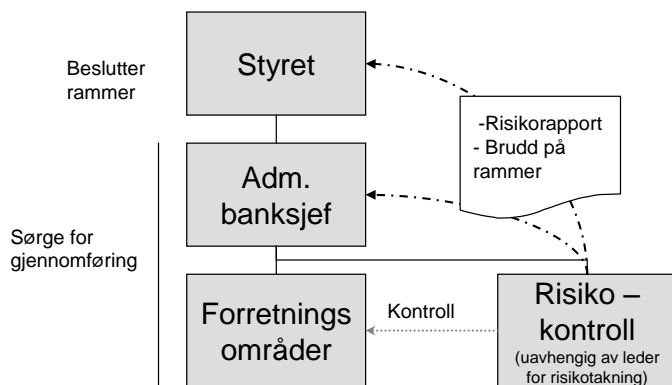 Beslutter
rammer
Styret
-Risikorapport
- Brudd på
rammer
Adm.
banksjef
Sørge for
gjennomføring
Forretnings
områder
Kontroll
Risiko –
kontroll
(uavhengig av leder
for risikotakning)